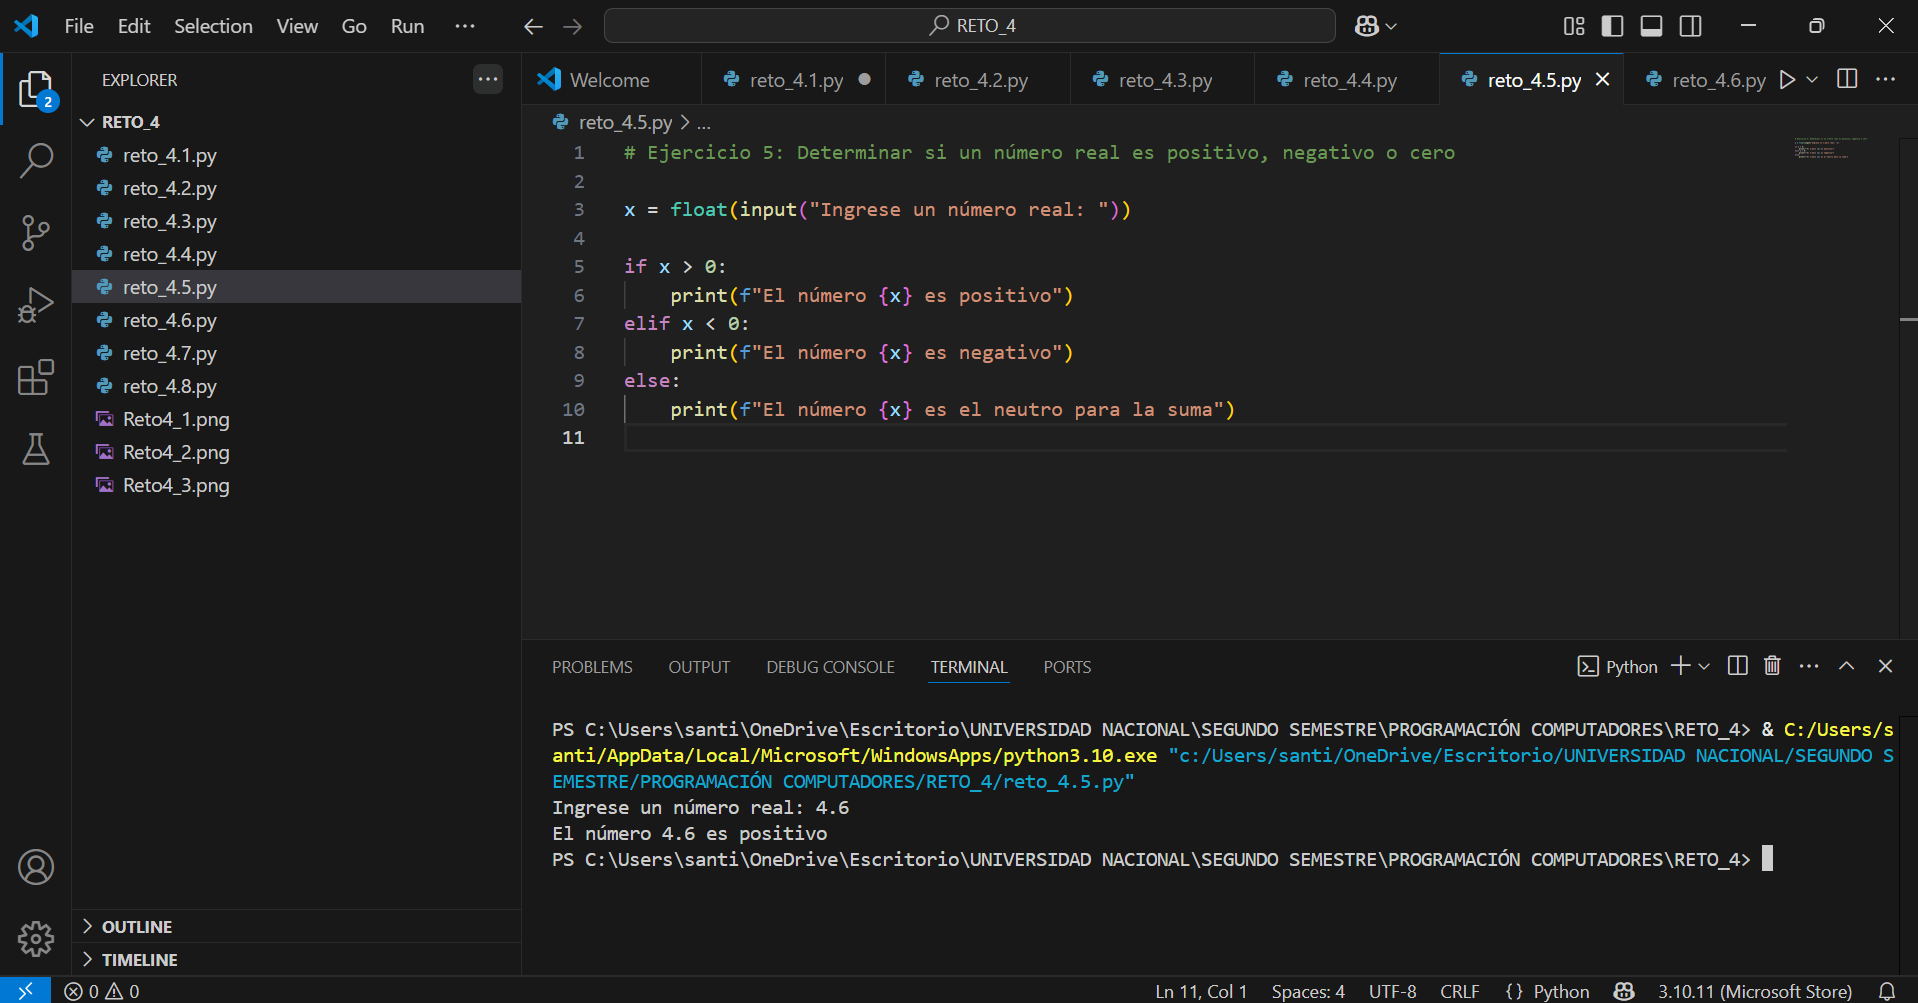 File Edit Selection View Go Run ···
RETO_4
EXPLORER
2
RETO_4
reto_4.1.py
reto_4.2.py
reto_4.3.py
reto_4.4.py
reto_4.5.py
reto_4.6.py
reto_4.7.py
reto_4.8.py
Reto4_1.png
Reto4_2.png
Reto4_3.png
OUTLINE
TIMELINE
Welcome reto_4.1.py reto_4.2.py reto_4.3.py reto_4.4.py reto_4.5.py reto_4.6.py
reto_4.5.py > ...
1 # Ejercicio 5: Determinar si un número real es positivo, negativo o cero
2
3 x = float(input("Ingrese un número real: "))
4
5 if x > 0:
6     print(f"El número {x} es positivo")
7 elif x < 0:
8     print(f"El número {x} es negativo")
9 else:
10     print(f"El número {x} es el neutro para la suma")
11
PROBLEMS OUTPUT DEBUG CONSOLE TERMINAL PORTS
Python
PS C:\Users\santi\OneDrive\Escritorio\UNIVERSIDAD NACIONAL\SEGUNDO SEMESTRE\PROGRAMACIÓN COMPUTADORES\RETO_4> & C:/Users/s
anti/AppData/Local/Microsoft/WindowsApps/python3.10.exe "c:/Users/santi/OneDrive/Escritorio/UNIVERSIDAD NACIONAL/SEGUNDO S
EMESTRE/PROGRAMACIÓN COMPUTADORES/RETO_4/reto_4.5.py"
Ingrese un número real: 4.6
El número 4.6 es positivo
PS C:\Users\santi\OneDrive\Escritorio\UNIVERSIDAD NACIONAL\SEGUNDO SEMESTRE\PROGRAMACIÓN COMPUTADORES\RETO_4>
0 0
Ln 11, Col 1 Spaces: 4 UTF-8 CRLF {} Python 3.10.11 (Microsoft Store)